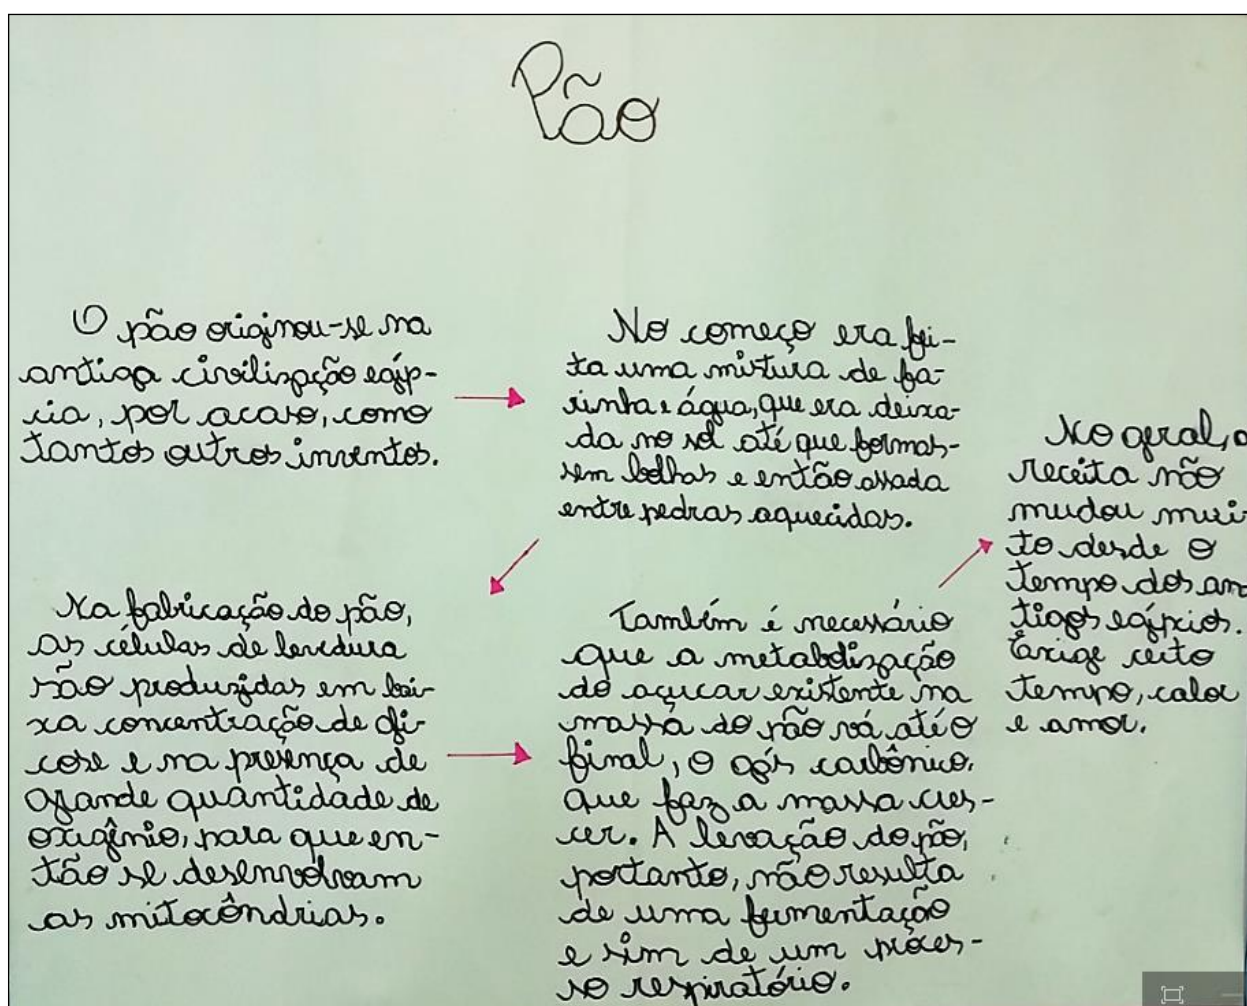 Pão
O pão originou-se na
antiga civilização egíp-
cia, por acaso, como
tantos outros inventos.
No começo era fei-
ta uma mistura de fa-
rinha e água, que era deixa-
da no sol até que formas-
sem bolhas e então assada
entre pedras aquecidas.
Na fabricação do pão,
as células de levedura
são produzidas em bai-
xa concentração de gli-
cose e na presença de
grande quantidade de
oxigênio, para que en-
tão se desenvolvam
as mitocôndrias.
Também é necessário
que a metabolização
do açucar existente na
massa do pão vá até o
final, o gás carbônico.
que faz a massa cres-
cer. A levação do pão,
portanto, não resulta
de uma fermentação
e sim de um proces-
so respiratório.
No geral, a
receita não
mudou mui-
to desde o
tempo dos an
tigos egípcios.
Exige certo
tempo, calor
e amor.